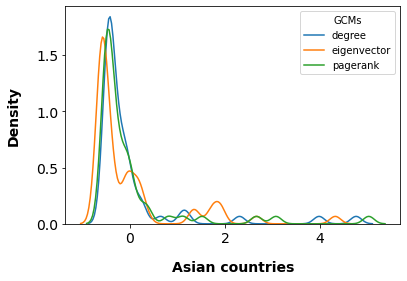 GCMs
degree
eigenvector
pagerank
1.5
1.0
0.5
0.0
Density
0 2 4
Asian countries